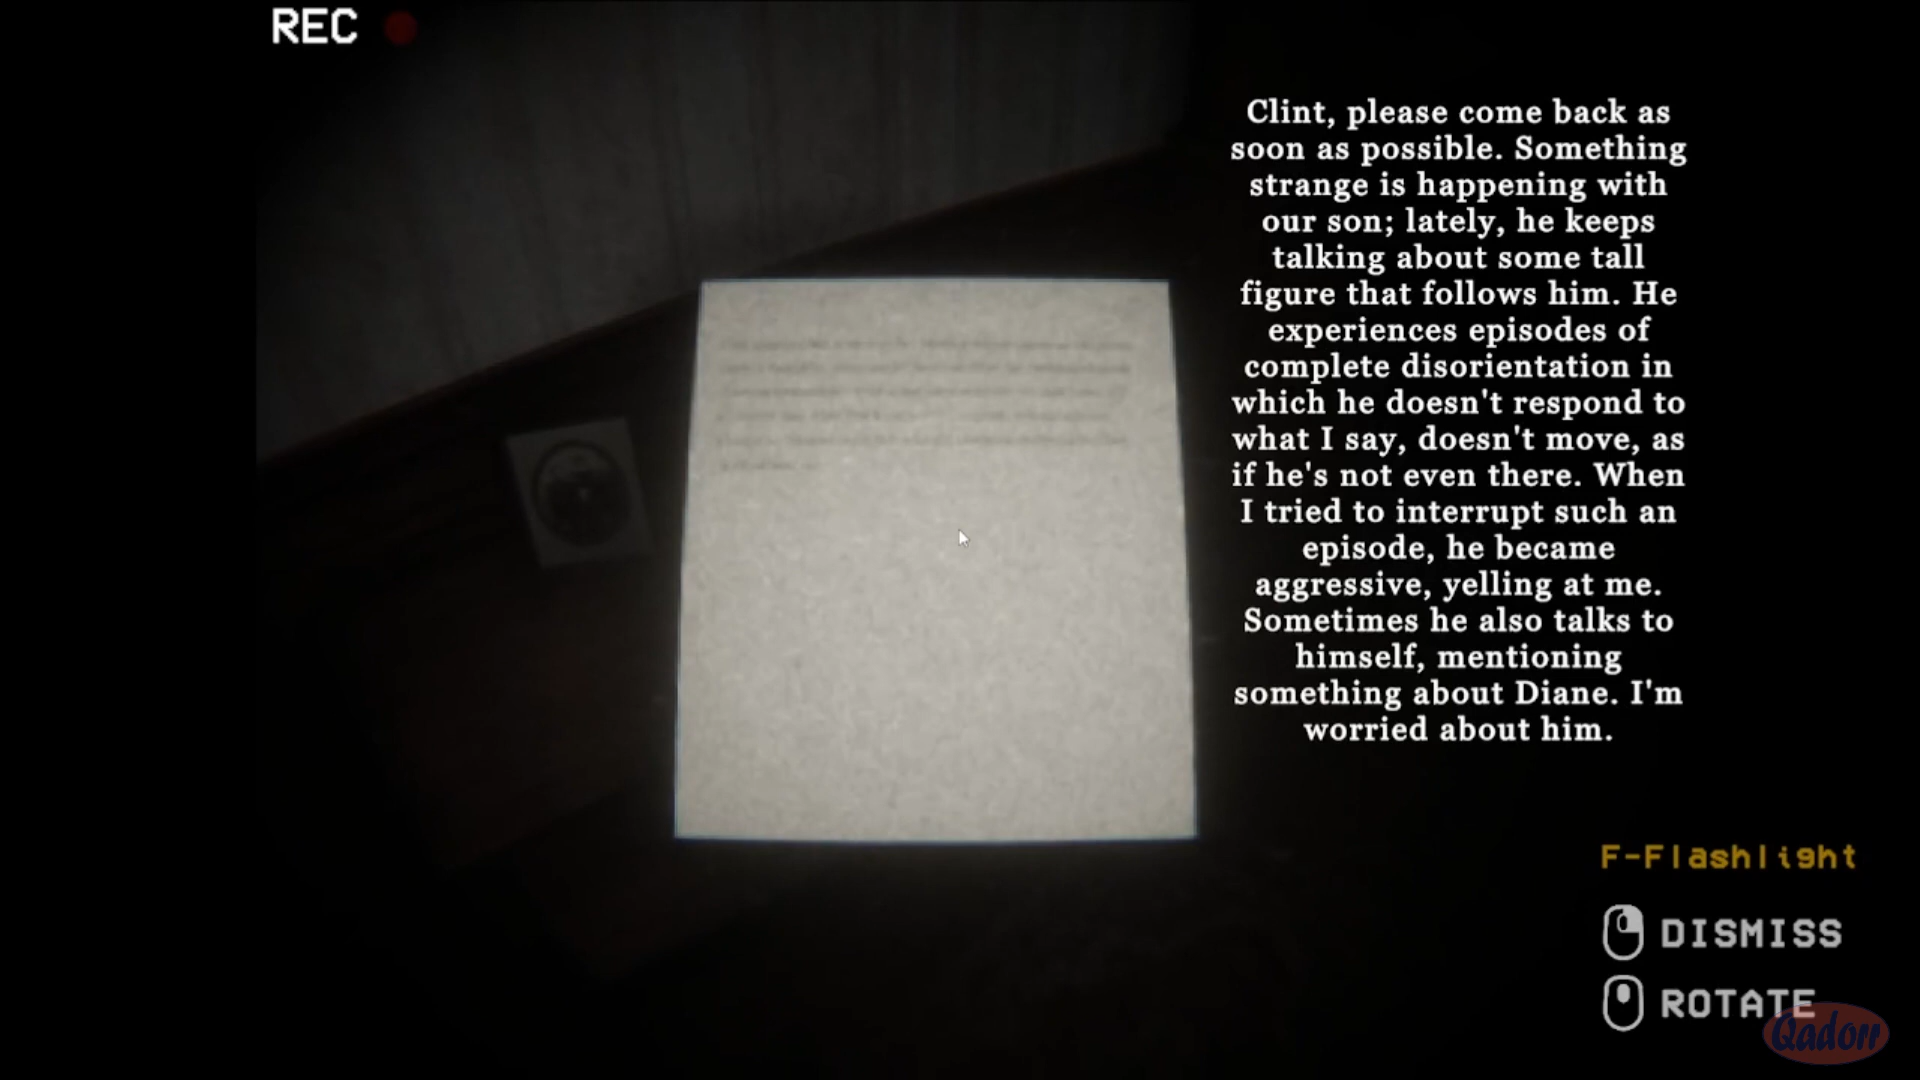 REC
Clint, please come back as
soon as possible. Something
strange is happening with
our son; lately, he keeps
talking about some tall
figure that follows him. He
experiences episodes of
complete disorientation in
which he doesn't respond to
what I say, doesn't move, as
if he's not even there. When
I tried to interrupt such an
episode, he became
aggressive, yelling at me.
Sometimes he also talks to
himself, mentioning
something about Diane. I'm
worried about him.
F-Flashlight
DISMISS
ROTATE
Qadorr